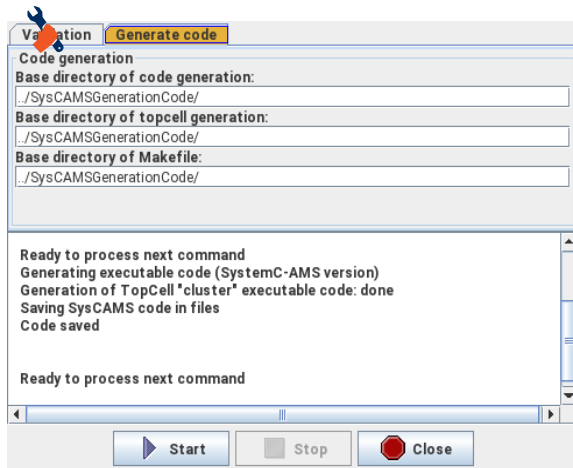 Generate code
Code generation
Base directory of code generation:
../SysCAMSGenerationCode/
Base directory of topcell generation:
../SysCAMSGenerationCode/
Base directory of Makefile:
../SysCAMSGenerationCode/
Ready to process next command
Generating executable code (SystemC-AMS version)
Generation of TopCell "cluster" executable code: done
Saving SysCAMS code in files
Code saved
Ready to process next command
Start
Stop
Close